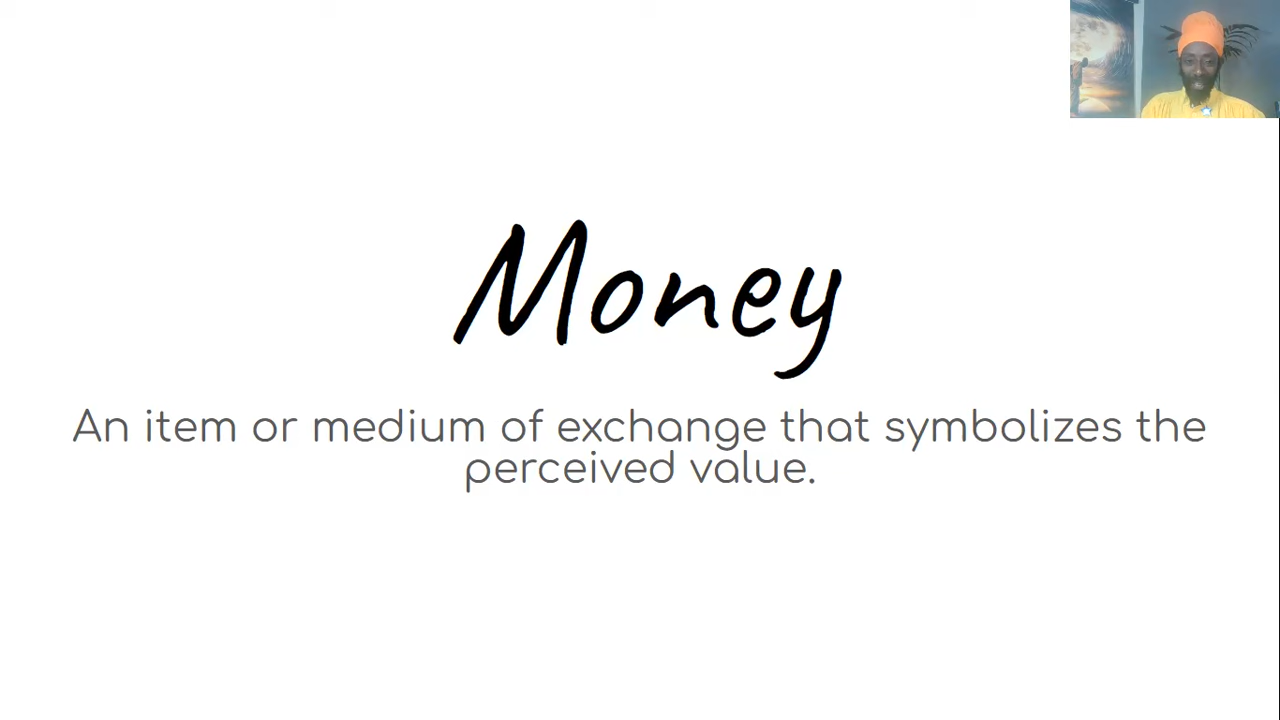 Money
An item or medium of exchange that symbolizes the
perceived value.